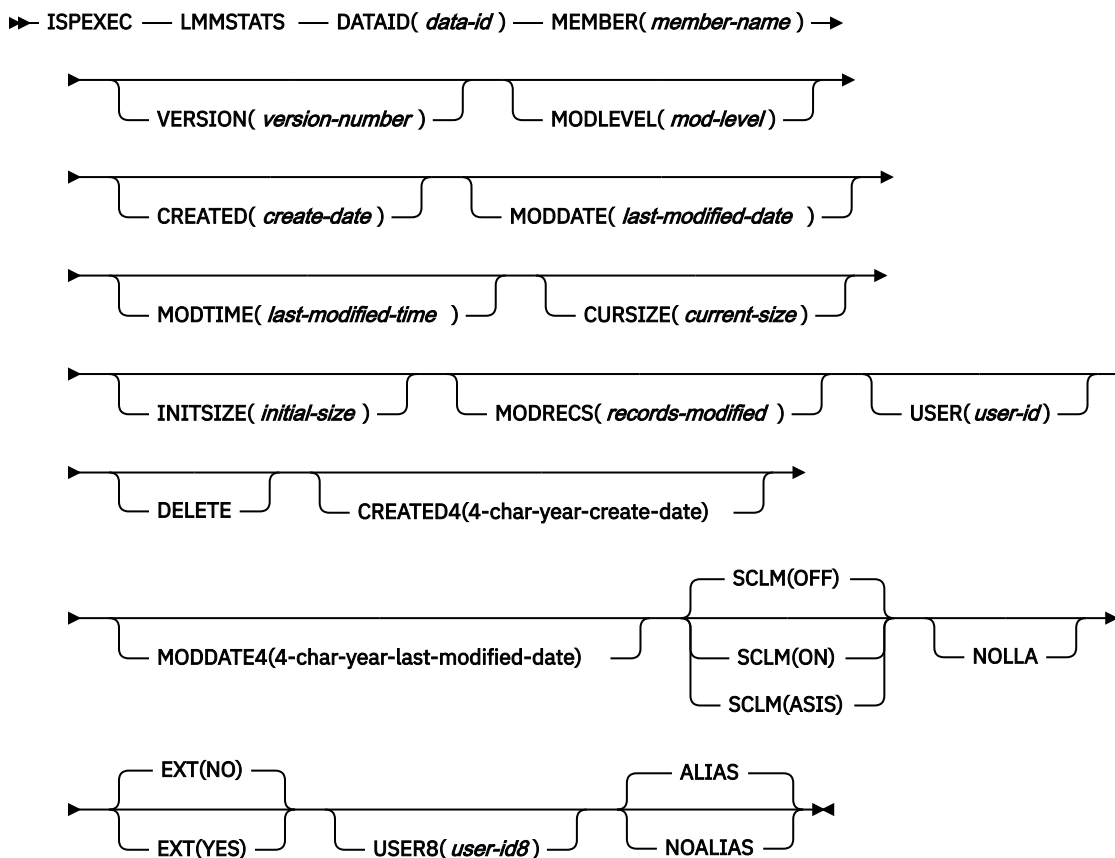 ISPEXEC LMMSTATS DATAID( data-id ) MEMBER( member-name )
VERSION( version-number ) MODLEVEL( mod-level )
CREATED( create-date ) MODDATE( last-modified-date )
MODTIME( last-modified-time ) CURSIZE( current-size )
INITSIZE( initial-size ) MODRECS( records-modified ) USER( user-id )
DELETE CREATED4(4-char-year-create-date)
SCLM(OFF)
MODDATE4(4-char-year-last-modified-date) SCLM(ON) NOLLA
SCLM(ASIS)
EXT(NO) ALIAS
EXT(YES) USER8( user-id8 ) NOALIAS